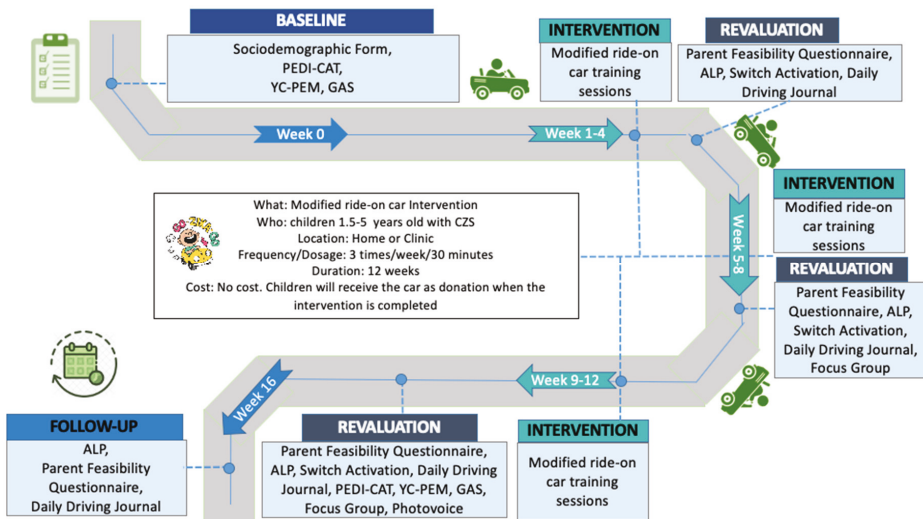 BASELINE
Sociodemographic Form,
PEDI-CAT,
YC-PEM, GAS
Week 0
INTERVENTION
Modified ride-on
car training
sessions
Week 1-4
REVALUATION
Parent Feasibility Questionnaire,
ALP, Switch Activation, Daily
Driving Journal
What: Modified ride-on car Intervention
Who: children 1.5-5 years old with CZS
Location: Home or Clinic
Frequency/Dosage: 3 times/week/30 minutes
Duration: 12 weeks
Cost: No cost. Children will receive the car as donation when the
intervention is completed
INTERVENTION
Modified ride-on
car training
sessions
Week 5-8
REVALUATION
Parent Feasibility
Questionnaire, ALP,
Switch Activation,
Daily Driving Journal,
Focus Group
Week 9-12
INTERVENTION
Modified ride-on
car training
sessions
REVALUATION
Parent Feasibility Questionnaire,
ALP, Switch Activation, Daily Driving
Journal, PEDI-CAT, YC-PEM, GAS,
Focus Group, Photovoice
Week 16
FOLLOW-UP
ALP,
Parent Feasibility
Questionnaire,
Daily Driving Journal